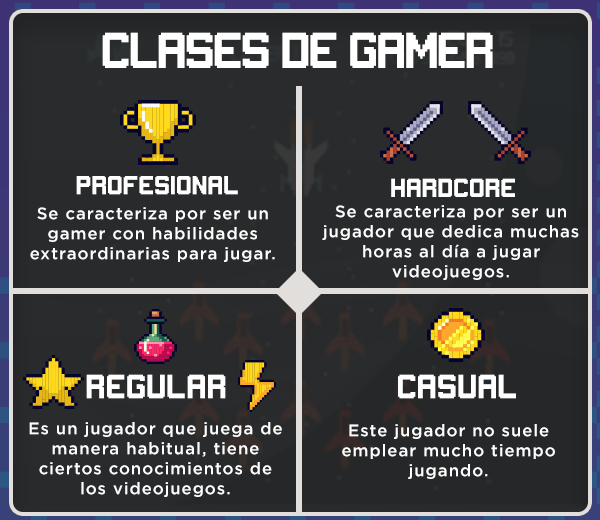 CLASES DE GAMER
PROFESIONAL
Se caracteriza por ser un
gamer con habilidades
extraordinarias para jugar.
HARDCORE
Se caracteriza por ser un
jugador que dedica muchas
horas al día a jugar
videojuegos.
REGULAR
Es un jugador que juega de
manera habitual, tiene
ciertos conocimientos de
los videojuegos.
CASUAL
Este jugador no suele
emplear mucho tiempo
jugando.